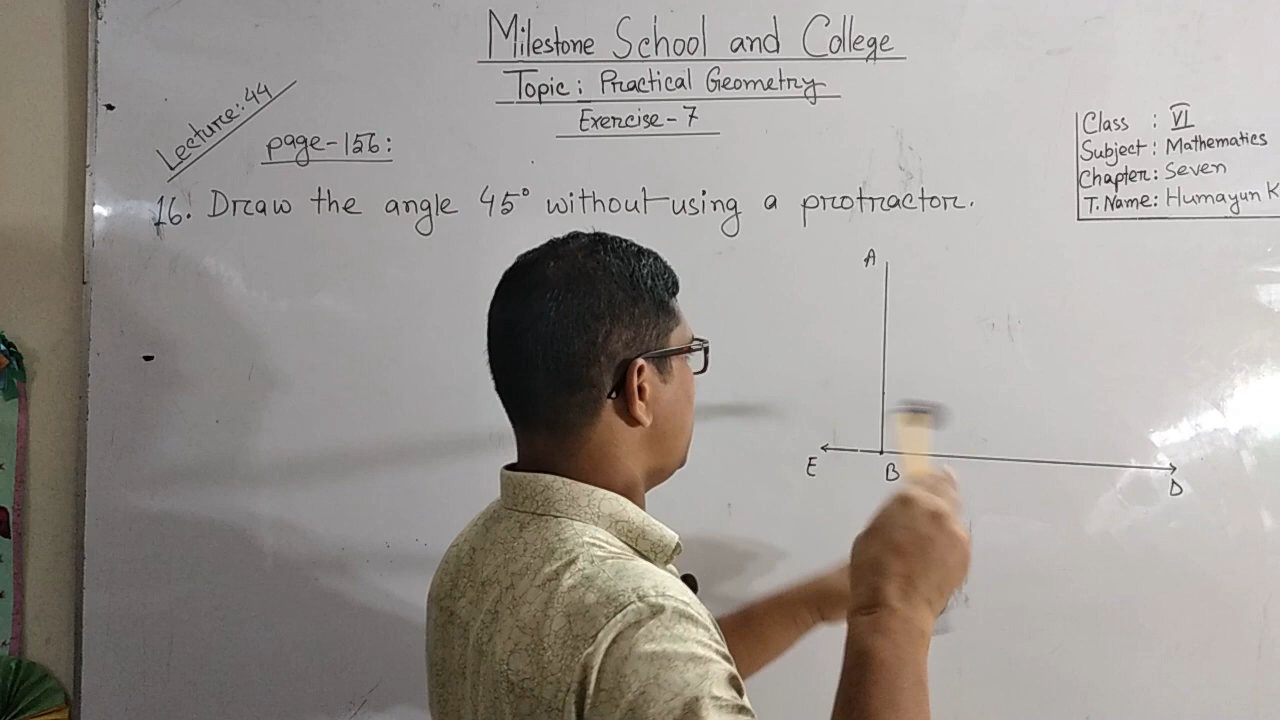 Milestone School and College
Topic: Practical Geometry
Exercise-7
Lecture: 44
page-156:
Class : VI
Subject: Mathematics
Chapter: Seven
T. Name: Humayun K
16. Draw the angle 45° without using a protractor.
A
E
B
D